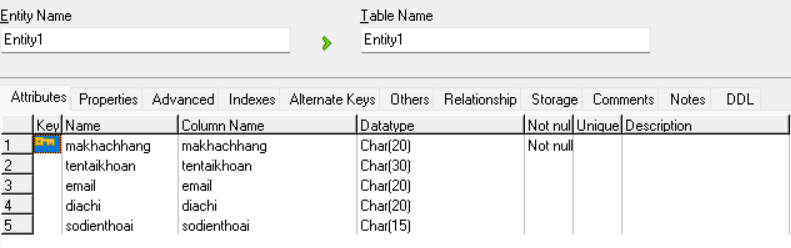 Entity Name Table Name
Entity1 Entity1
Attributes Properties Advanced Indexes Alternate Keys Others Relationship Storage Comments Notes DDL
Key Name Column Name Datatype Not nul Unique Description
1 makhachhang makhachhang Char(20) Not null
2 tentaikhoan tentaikhoan Char(30)
3 email email Char(20)
4 diachi diachi Char(20)
5 sodienthoai sodienthoai Char(15)